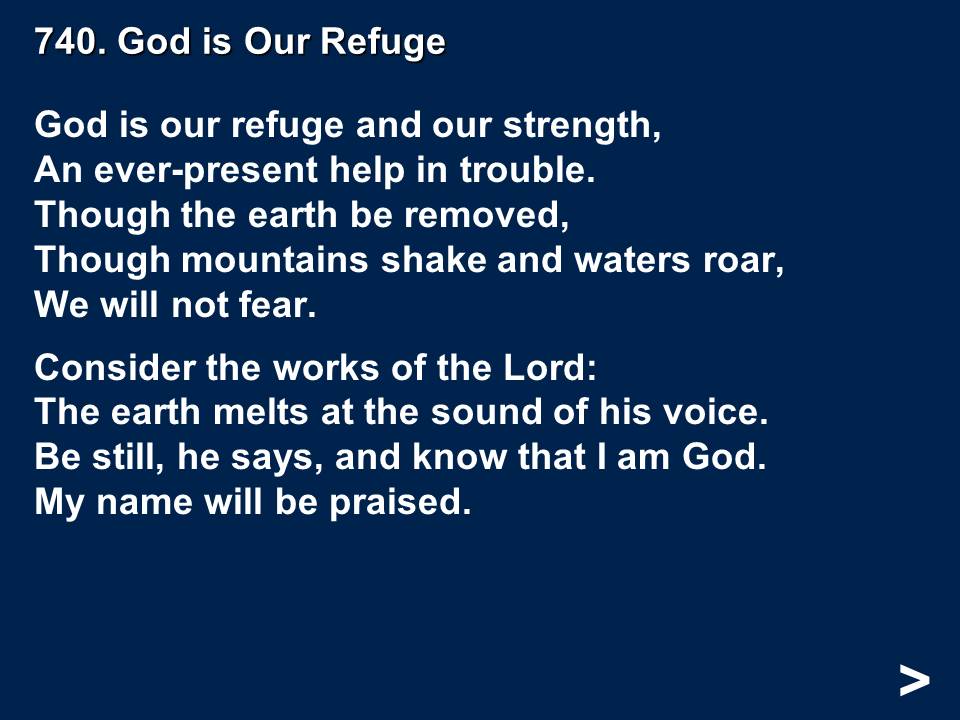 740. God is Our Refuge
God is our refuge and our strength,
An ever-present help in trouble.
Though the earth be removed,
Though mountains shake and waters roar,
We will not fear.
Consider the works of the Lord:
The earth melts at the sound of his voice.
Be still, he says, and know that I am God.
My name will be praised.
>